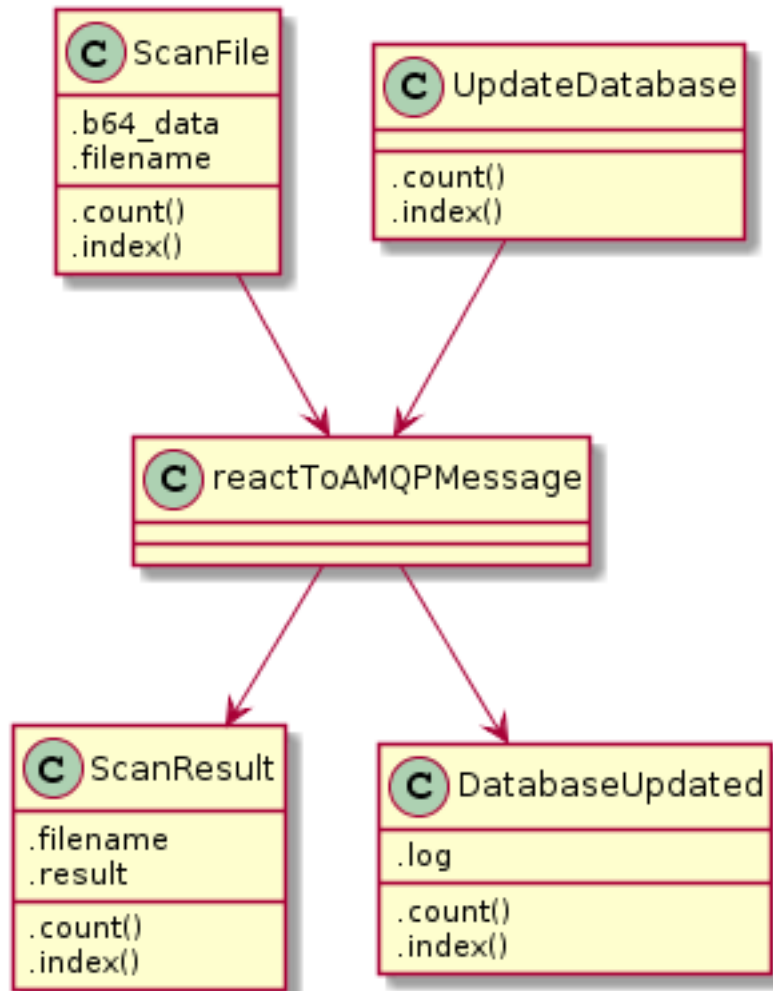 C ScanFile
.b64_data
.filename
.count()
.index()
C UpdateDatabase
.count()
.index()
C reactToAMQPMessage
C ScanResult
.filename
.result
.count()
.index()
C DatabaseUpdated
.log
.count()
.index()